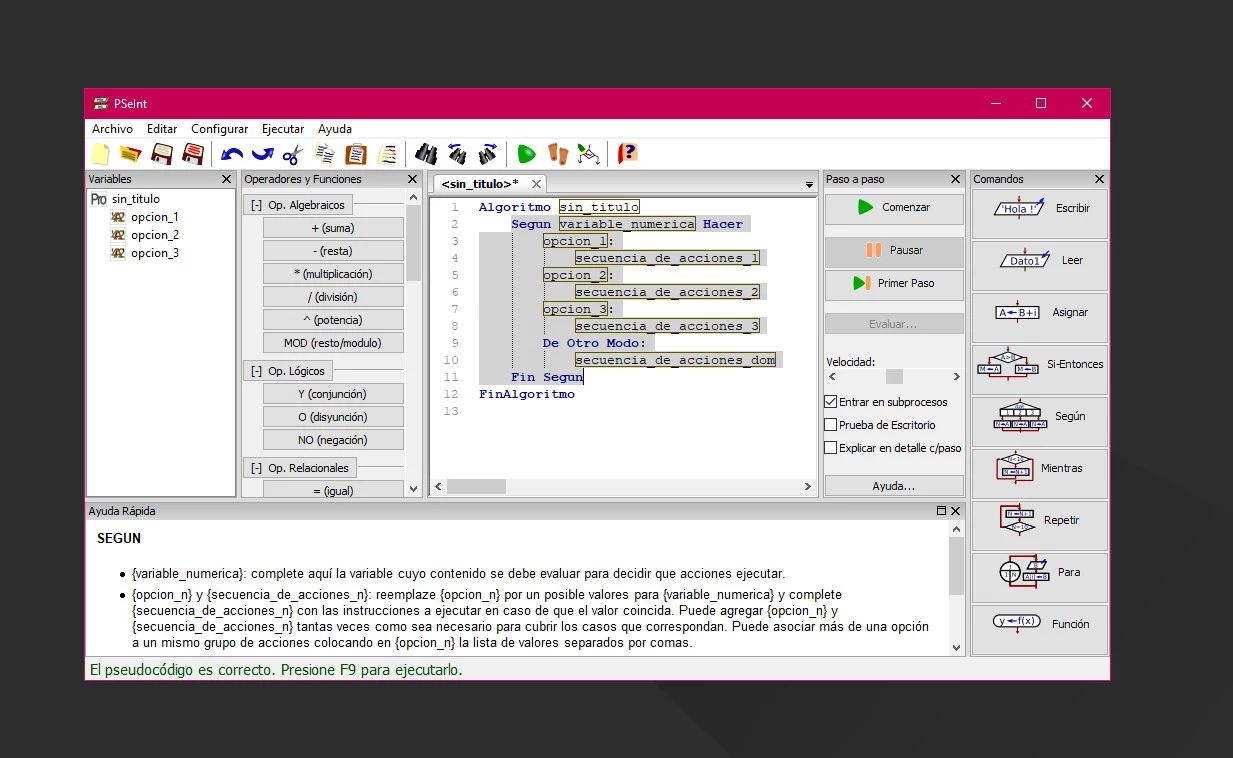 PSeInt
Archivo Editar Configurar Ejecutar Ayuda
Variables
Pro sin_titulo
opcion_1
opcion_2
opcion_3
Operadores y Funciones
[-] Op. Algebraicos
+ (suma)
- (resta)
* (multiplicación)
/ (división)
^ (potencia)
MOD (resto/modulo)
[-] Op. Lógicos
Y (conjunción)
O (disyunción)
NO (negación)
[-] Op. Relacionales
= (igual)
<sin_titulo>*
1 Algoritmo sin_titulo
2 Segun variable_numerica Hacer
3 opcion_1:
4 secuencia_de_acciones_1
5 opcion_2:
6 secuencia_de_acciones_2
7 opcion_3:
8 secuencia_de_acciones_3
9 De Otro Modo:
10 secuencia_de_acciones_dom
11 Fin Segun
12 FinAlgoritmo
13
Paso a paso
Comenzar
Pausar
Primer Paso
Evaluar...
Velocidad:
Entrar en subprocesos
Prueba de Escritorio
Explicar en detalle c/paso
Ayuda...
Comandos
'Hola !' Escribir
Dato1 Leer
A←B+i Asignar
A>B M←A M←B Si-Entonces
1 2 3 N←A N←A N←A Según
N<10 N←N+1 Mientras
N←N+1 N=10 Repetir
1 N A[i]←B Para
y←f(x) Función
Ayuda Rápida
SEGUN
• {variable_numerica}: complete aquí la variable cuyo contenido se debe evaluar para decidir que acciones ejecutar.
• {opcion_n} y {secuencia_de_acciones_n}: reemplaze {opcion_n} por un posible valores para {variable_numerica} y complete
{secuencia_de_acciones_n} con las instrucciones a ejecutar en caso de que el valor coincida. Puede agregar {opcion_n} y
{secuencia_de_acciones_n} tantas veces como sea necesario para cubrir los casos que correspondan. Puede asociar más de una opción
a un mismo grupo de acciones colocando en {opcion_n} la lista de valores separados por comas.
El pseudocódigo es correcto. Presione F9 para ejecutarlo.